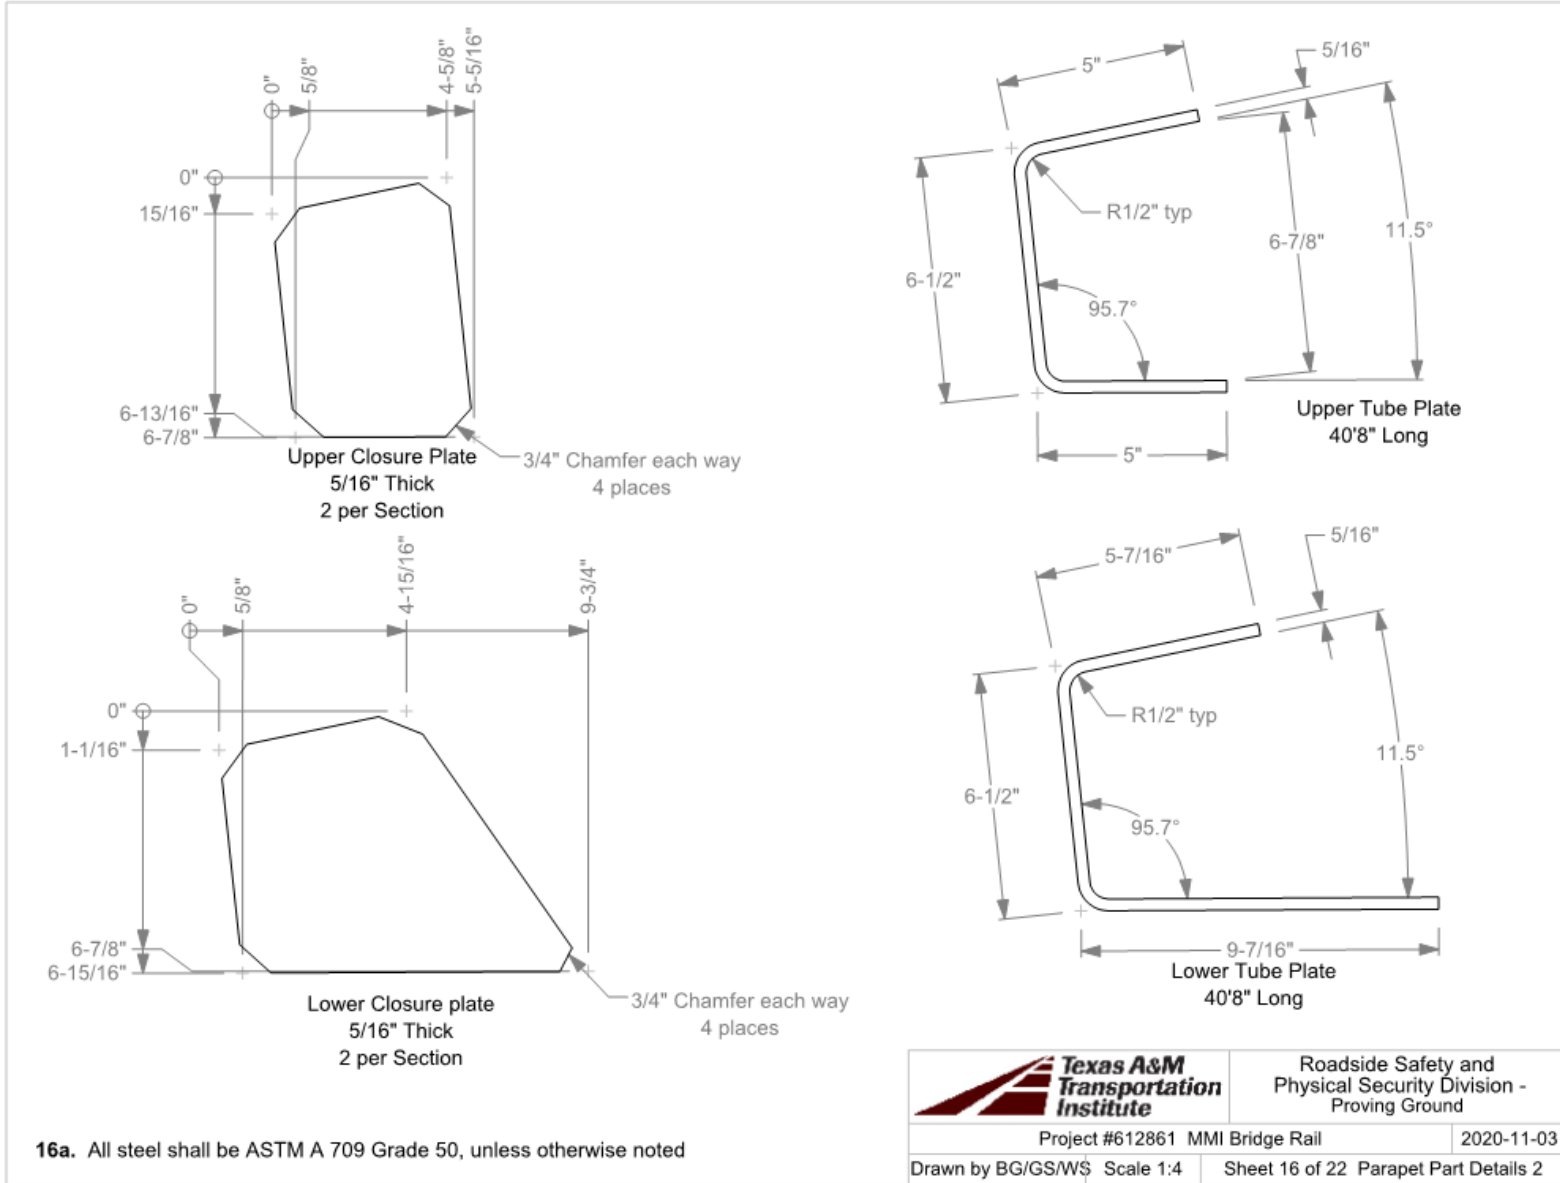 0"
5/8"
4-5/8"
5-5/16"
0"
15/16"
6-13/16"
6-7/8"
Upper Closure Plate
5/16" Thick
2 per Section
3/4" Chamfer each way
4 places
5"
5/16"
R1/2" typ
6-1/2"
6-7/8"
11.5°
95.7°
5"
Upper Tube Plate
40'8" Long
0"
5/8"
4-15/16"
9-3/4"
0"
1-1/16"
6-7/8"
6-15/16"
Lower Closure plate
5/16" Thick
2 per Section
3/4" Chamfer each way
4 places
5-7/16"
5/16"
R1/2" typ
6-1/2"
11.5°
95.7°
9-7/16"
Lower Tube Plate
40'8" Long
16a. All steel shall be ASTM A 709 Grade 50, unless otherwise noted
Texas A&M
Transportation
Institute
Roadside Safety and
Physical Security Division -
Proving Ground
Project #612861 MMI Bridge Rail
2020-11-03
Drawn by BG/GS/WS
Scale 1:4
Sheet 16 of 22 Parapet Part Details 2